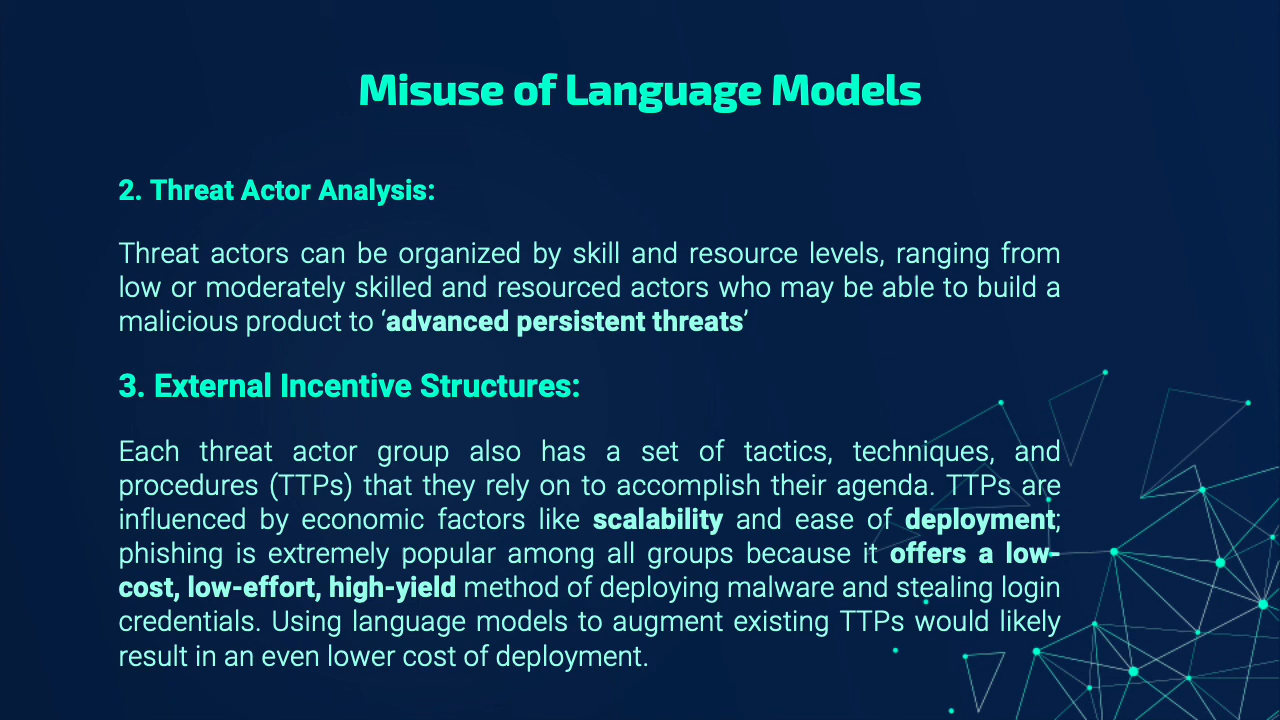 Misuse of Language Models
2. Threat Actor Analysis:
Threat actors can be organized by skill and resource levels, ranging from
low or moderately skilled and resourced actors who may be able to build a
malicious product to ‘advanced persistent threats’
3. External Incentive Structures:
Each threat actor group also has a set of tactics, techniques, and
procedures (TTPs) that they rely on to accomplish their agenda. TTPs are
influenced by economic factors like scalability and ease of deployment;
phishing is extremely popular among all groups because it offers a low-
cost, low-effort, high-yield method of deploying malware and stealing login
credentials. Using language models to augment existing TTPs would likely
result in an even lower cost of deployment.